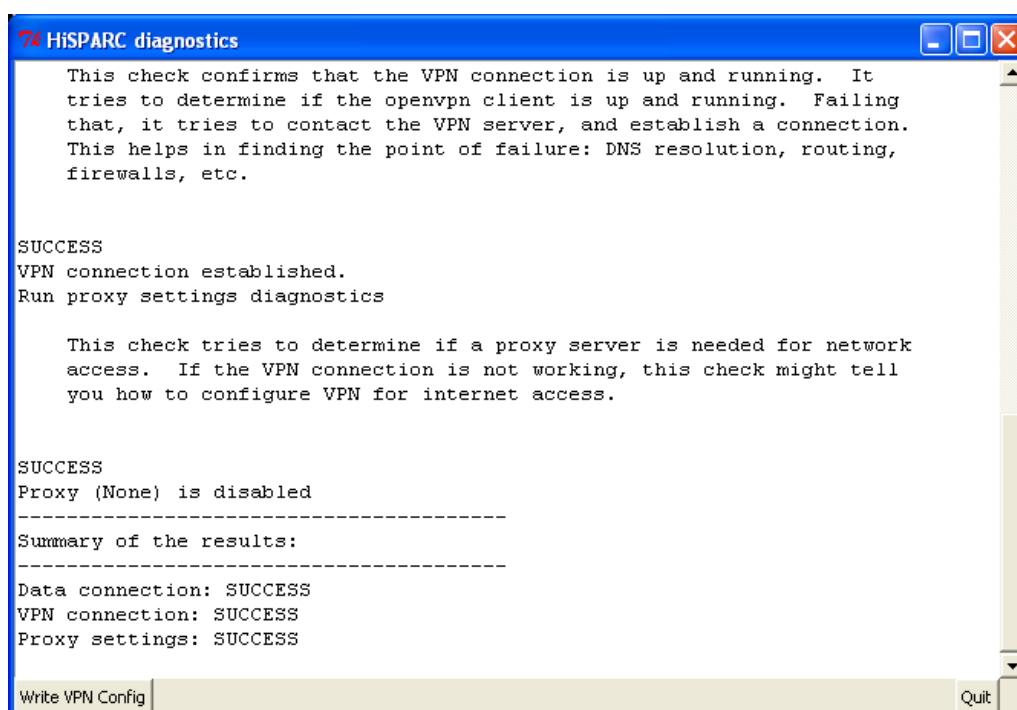 7% HiSPARC diagnostics
This check confirms that the VPN connection is up and running.  It
tries to determine if the openvpn client is up and running.  Failing
that, it tries to contact the VPN server, and establish a connection.
This helps in finding the point of failure: DNS resolution, routing,
firewalls, etc.
SUCCESS
VPN connection established.
Run proxy settings diagnostics
This check tries to determine if a proxy server is needed for network
access.  If the VPN connection is not working, this check might tell
you how to configure VPN for internet access.
SUCCESS
Proxy (None) is disabled
---------------------------------------
Summary of the results:
---------------------------------------
Data connection: SUCCESS
VPN connection: SUCCESS
Proxy settings: SUCCESS
Write VPN Config
Quit